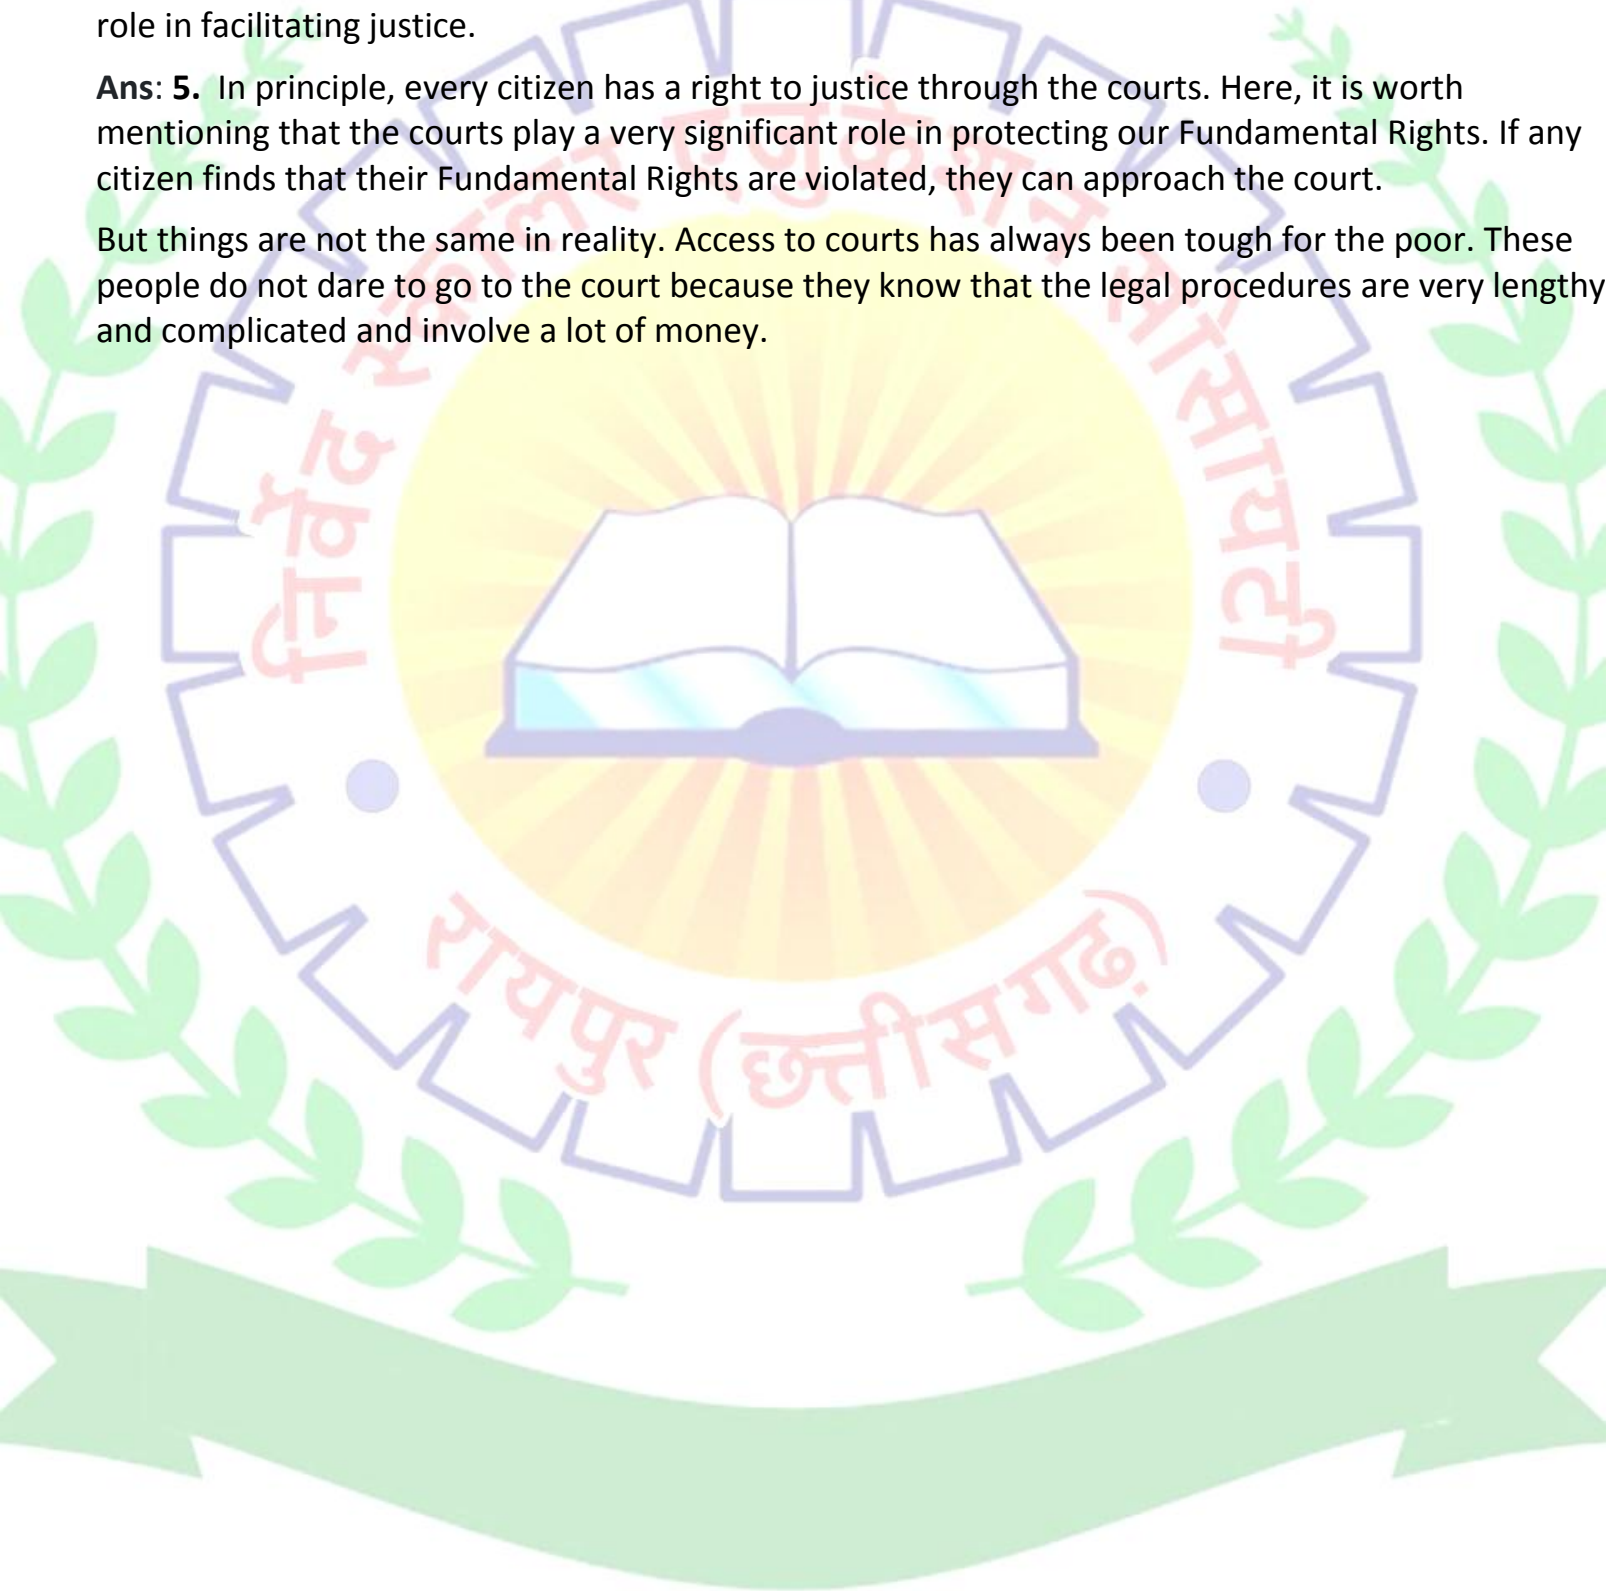 role in facilitating justice.
Ans: 5. In principle, every citizen has a right to justice through the courts. Here, it is worth
mentioning that the courts play a very significant role in protecting our Fundamental Rights. If any
citizen finds that their Fundamental Rights are violated, they can approach the court.
But things are not the same in reality. Access to courts has always been tough for the poor. These
people do not dare to go to the court because they know that the legal procedures are very lengthy
and complicated and involve a lot of money.
निर्वेद स्कालर एजुकेशन सोसायटी
रायपुर (छत्तीसगढ़)